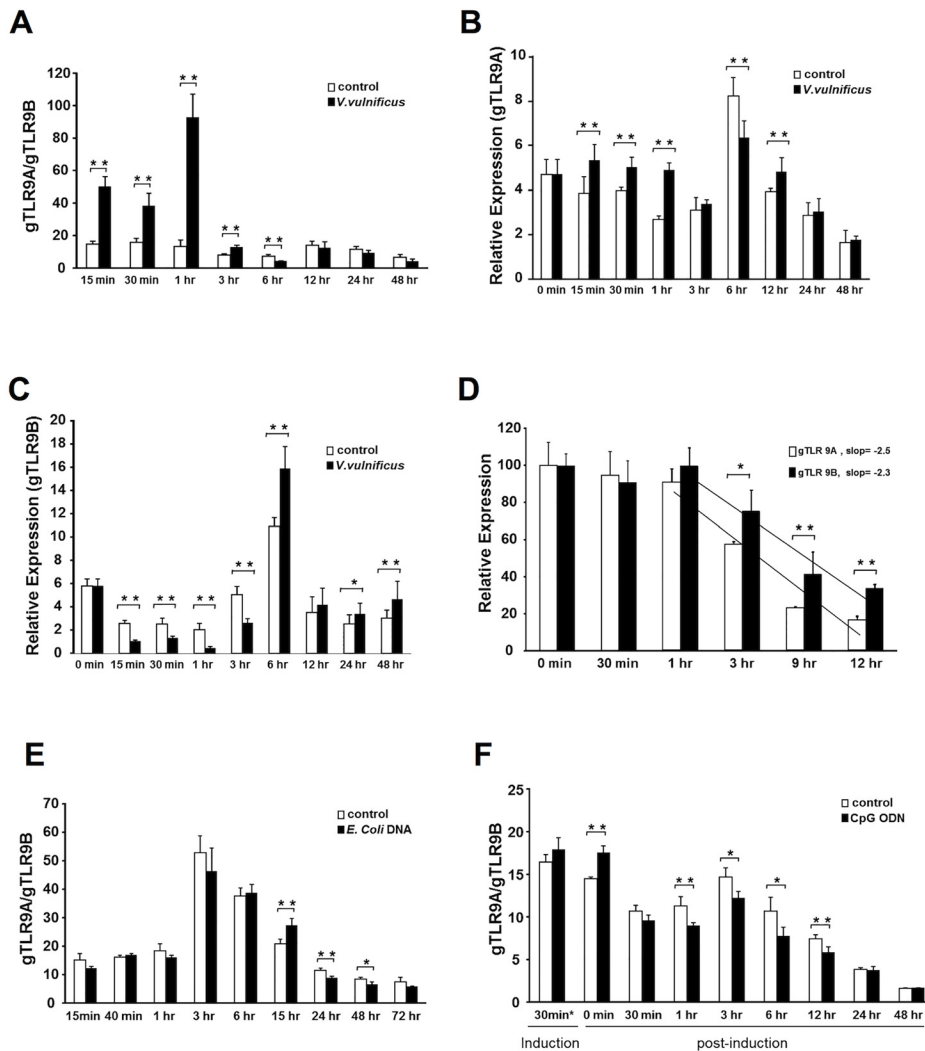 A
gTLR9A/gTLR9B
120
100
80
60
40
20
0
control
V.vulnificus
* *
* *
* *
* *
* *
15 min 30 min 1 hr 3 hr 6 hr 12 hr 24 hr 48 hr
B
Relative Expression (gTLR9A)
10
8
6
4
2
0
control
V.vulnificus
* *
* *
* *
* *
* *
0 min 15 min 30 min 1 hr 3 hr 6 hr 12 hr 24 hr 48 hr
C
Relative Expression (gTLR9B)
20
18
16
14
12
10
8
6
4
2
0
control
V.vulnificus
* *
* *
* *
* *
* *
*
* *
0 min 15 min 30 min 1 hr 3 hr 6 hr 12 hr 24 hr 48 hr
D
Relative Expression
120
100
80
60
40
20
0
gTLR 9A , slop= -2.5
gTLR 9B, slop= -2.3
*
* *
* *
0 min 30 min 1 hr 3 hr 9 hr 12 hr
E
gTLR9A/gTLR9B
70
60
50
40
30
20
10
0
control
E. Coli DNA
* *
* *
*
15min 40 min 1 hr 3 hr 6 hr 15 hr 24 hr 48 hr 72 hr
F
gTLR9A/gTLR9B
25
20
15
10
5
0
control
CpG ODN
* *
* *
*
*
* *
30min* 0 min 30 min 1 hr 3 hr 6 hr 12 hr 24 hr 48 hr
Induction post-induction